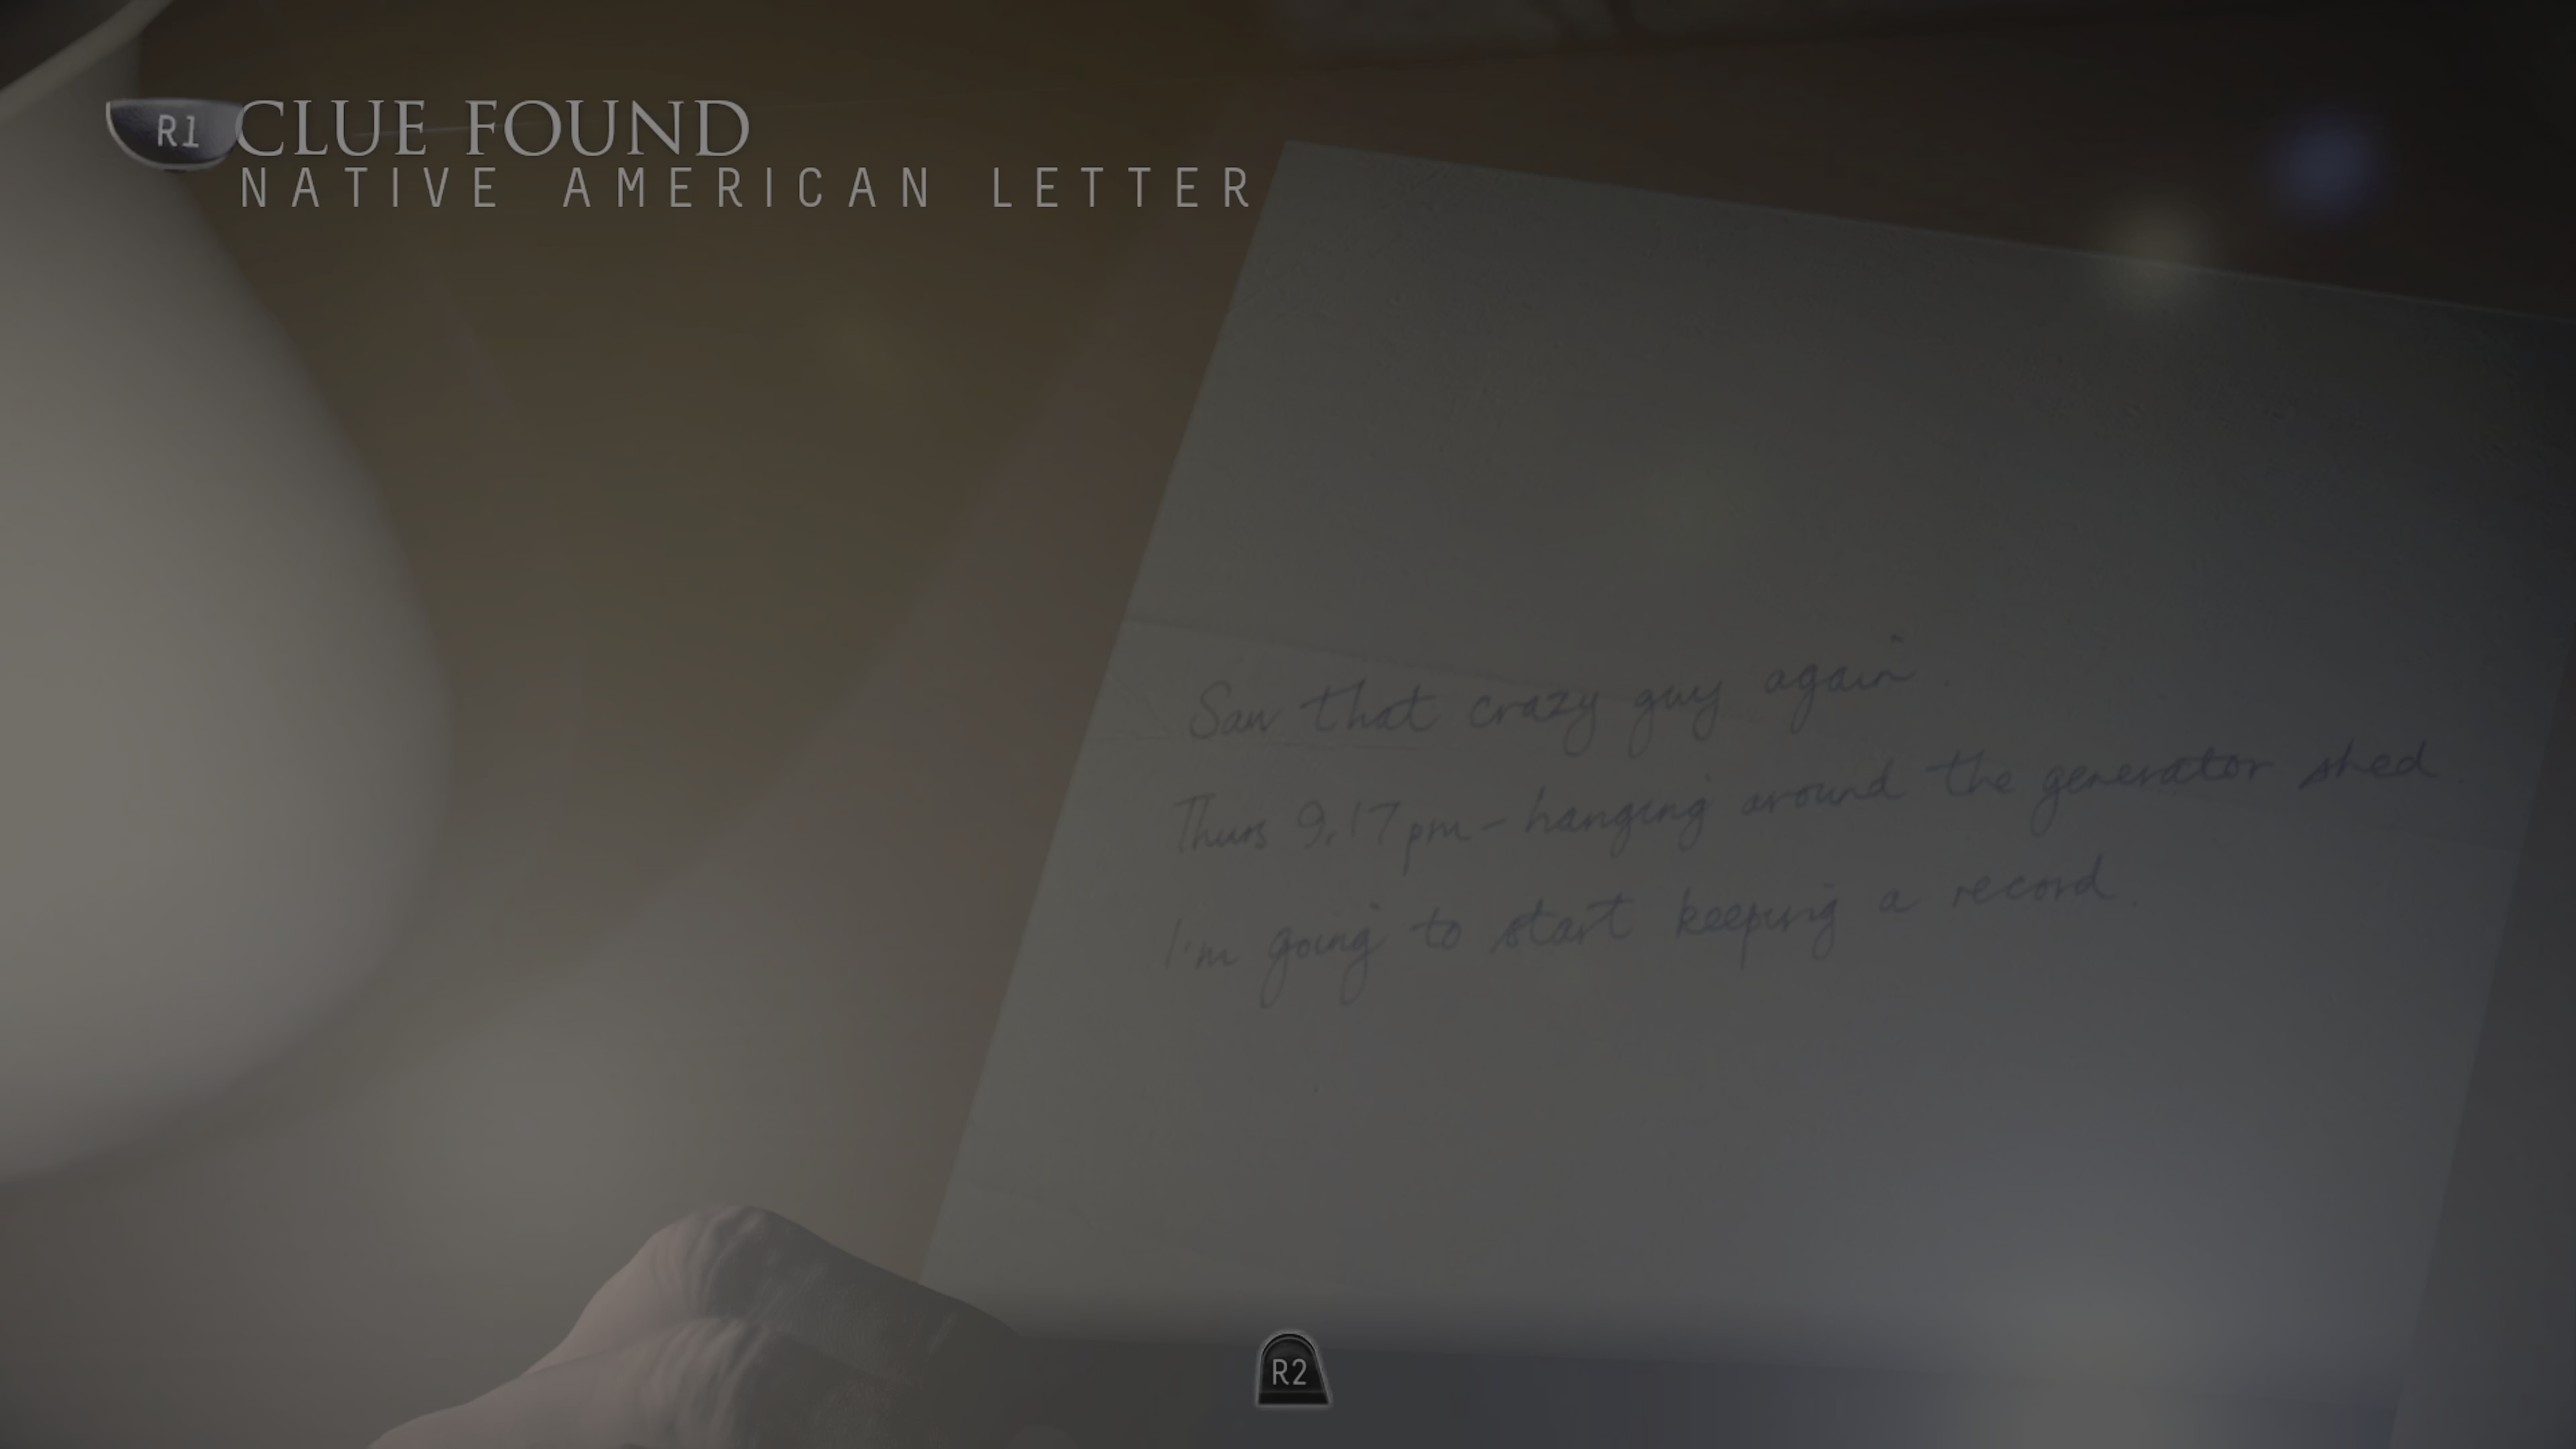 R1 CLUE FOUND
NATIVE AMERICAN LETTER
Saw that crazy guy again.
Thurs 9.17pm - hanging around the generator shed.
I'm going to start keeping a record.
R2